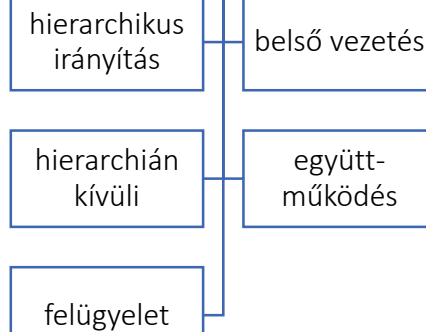 hierarchikus
irányítás
belső vezetés
hierarchián
kívüli
együtt-
működés
felügyelet